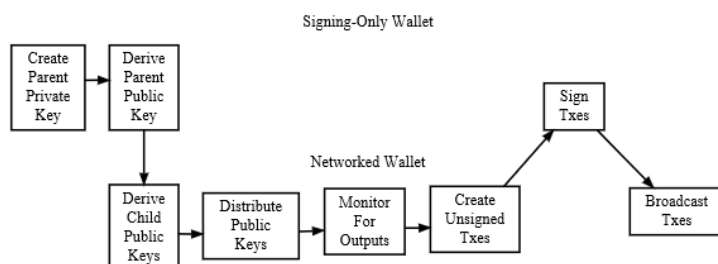 Signing-Only Wallet
Create
Parent
Private
Key
Derive
Parent
Public
Key
Sign
Txes
Networked Wallet
Derive
Child
Public
Keys
Distribute
Public
Keys
Monitor
For
Outputs
Create
Unsigned
Txes
Broadcast
Txes